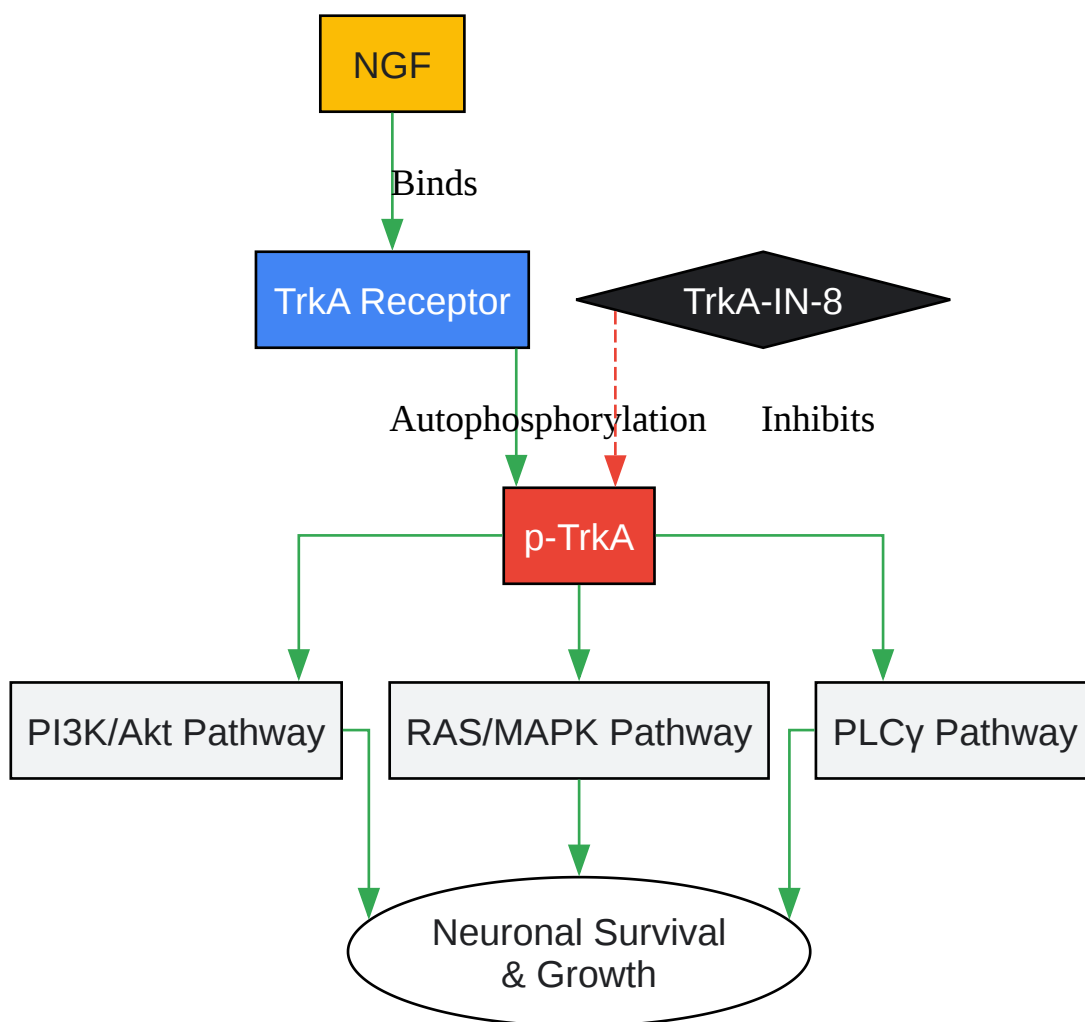 NGF
Binds
TrkA Receptor
TrkA-IN-8
Autophosphorylation
Inhibits
p-TrkA
PI3K/Akt Pathway
RAS/MAPK Pathway
PLCγ Pathway
Neuronal Survival
& Growth